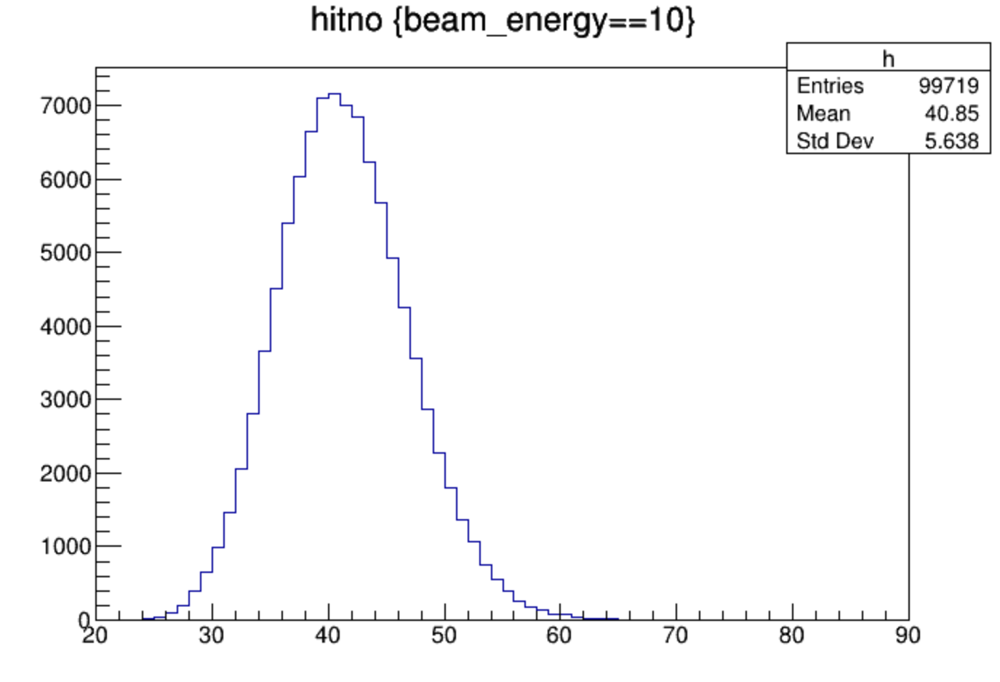 hitno {beam_energy==10}
h
Entries 99719
Mean 40.85
Std Dev 5.638
7000
6000
5000
4000
3000
2000
1000
0
20 30 40 50 60 70 80 90